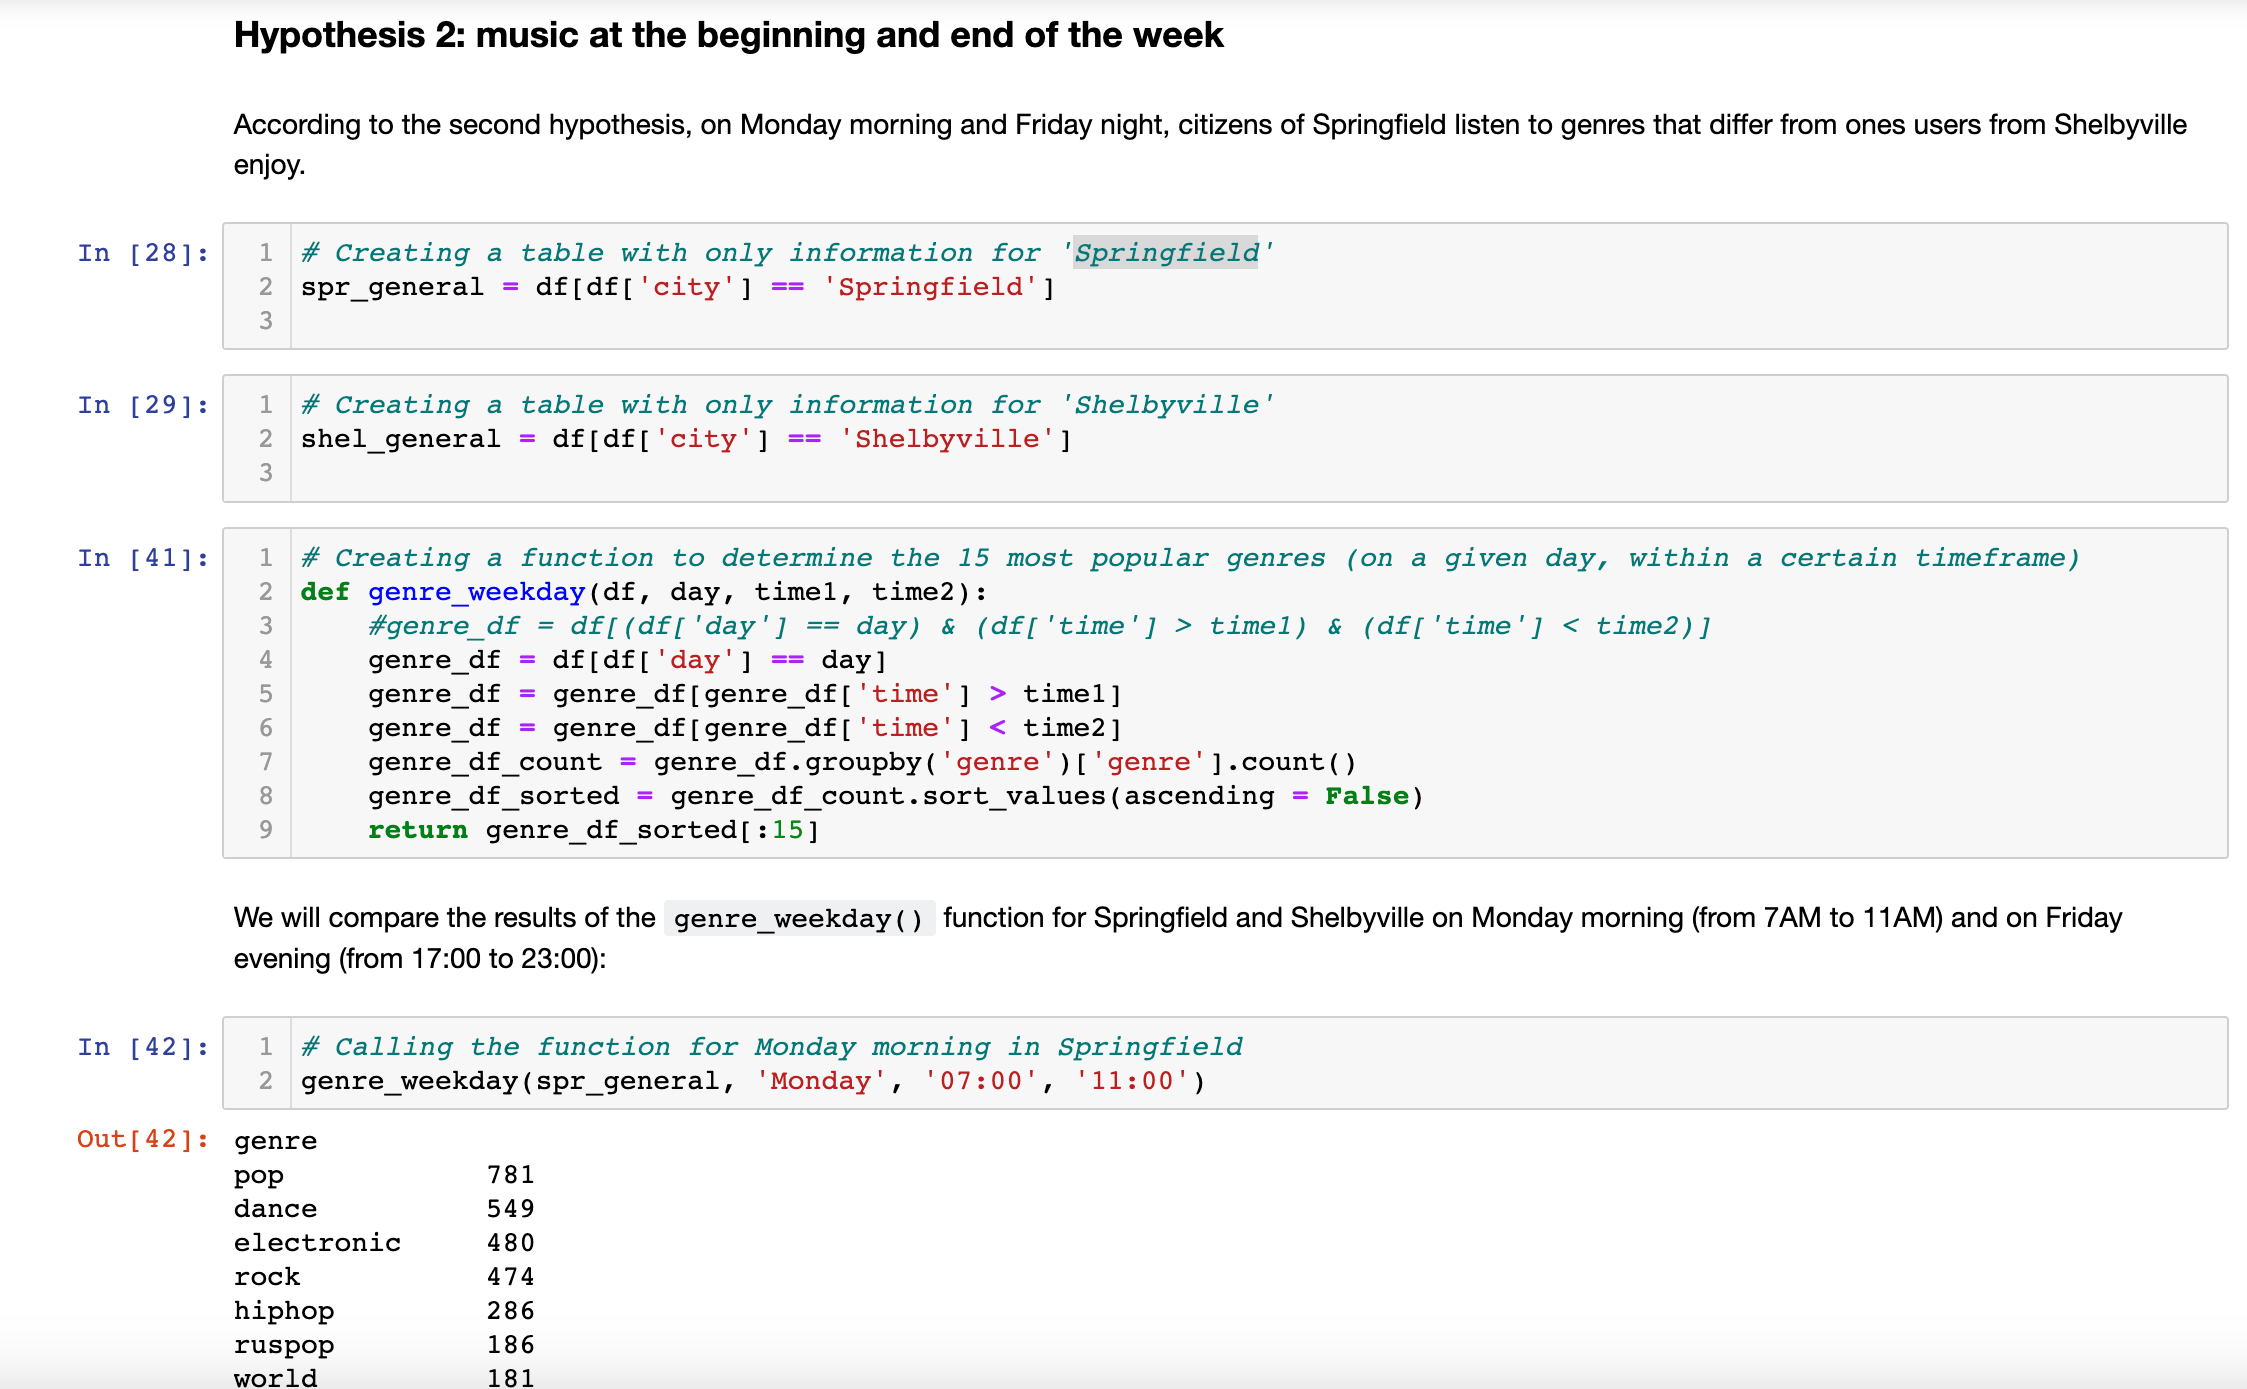 Hypothesis 2: music at the beginning and end of the week
According to the second hypothesis, on Monday morning and Friday night, citizens of Springfield listen to genres that differ from ones users from Shelbyville
enjoy.
In [28]:
1 # Creating a table with only information for 'Springfield'
2 spr_general = df[df['city'] == 'Springfield']
3
In [29]:
1 # Creating a table with only information for 'Shelbyville'
2 shel_general = df[df['city'] == 'Shelbyville']
3
In [41]:
1 # Creating a function to determine the 15 most popular genres (on a given day, within a certain timeframe)
2 def genre_weekday(df, day, time1, time2):
3     #genre_df = df[(df['day'] == day) & (df['time'] > time1) & (df['time'] < time2)]
4     genre_df = df[df['day'] == day]
5     genre_df = genre_df[genre_df['time'] > time1]
6     genre_df = genre_df[genre_df['time'] < time2]
7     genre_df_count = genre_df.groupby('genre')['genre'].count()
8     genre_df_sorted = genre_df_count.sort_values(ascending = False)
9     return genre_df_sorted[:15]
We will compare the results of the genre_weekday() function for Springfield and Shelbyville on Monday morning (from 7AM to 11AM) and on Friday
evening (from 17:00 to 23:00):
In [42]:
1 # Calling the function for Monday morning in Springfield
2 genre_weekday(spr_general, 'Monday', '07:00', '11:00')
Out[42]: genre
pop 781
dance 549
electronic 480
rock 474
hiphop 286
ruspop 186
world 181